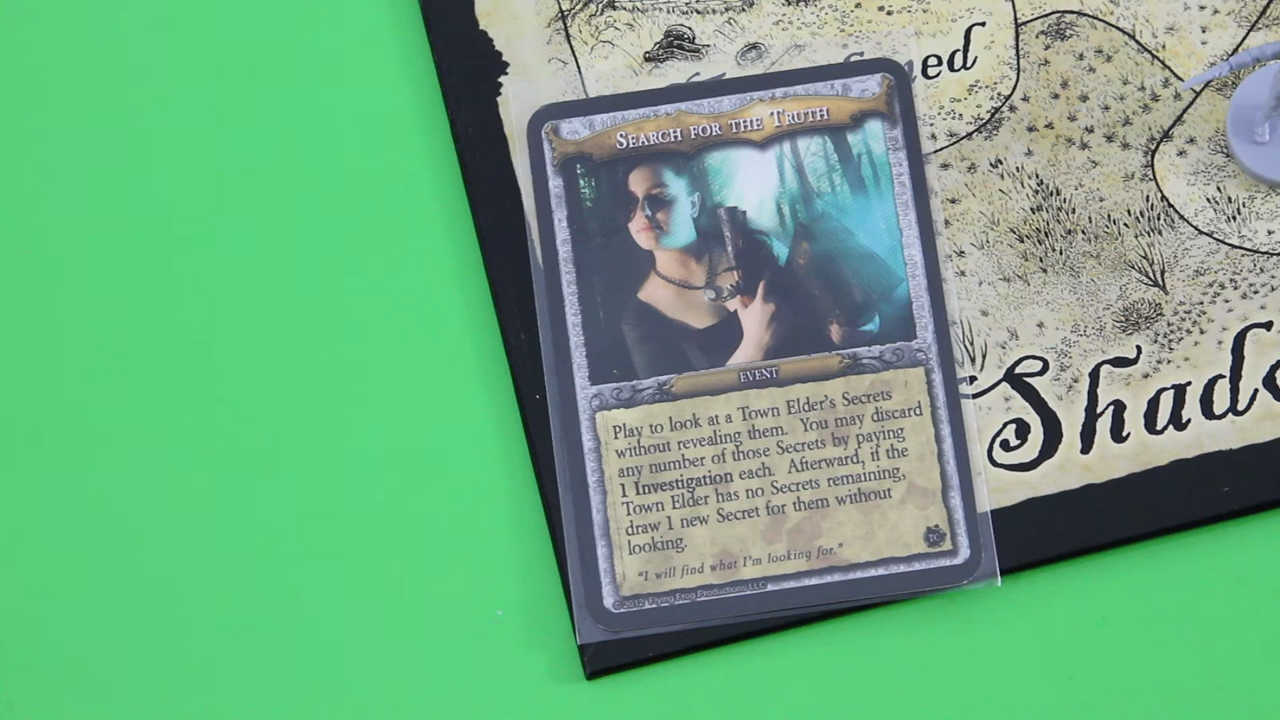 ed
SEARCH FOR THE TRUTH
EVENT
Play to look at a Town Elder's Secrets
without revealing them. You may discard
any number of those Secrets by paying
1 Investigation each. Afterward, if the
Town Elder has no Secrets remaining,
draw 1 new Secret for them without
looking.
"I will find what I'm looking for."
TC
© 2012 Flying Frog Productions, LLC
Shado